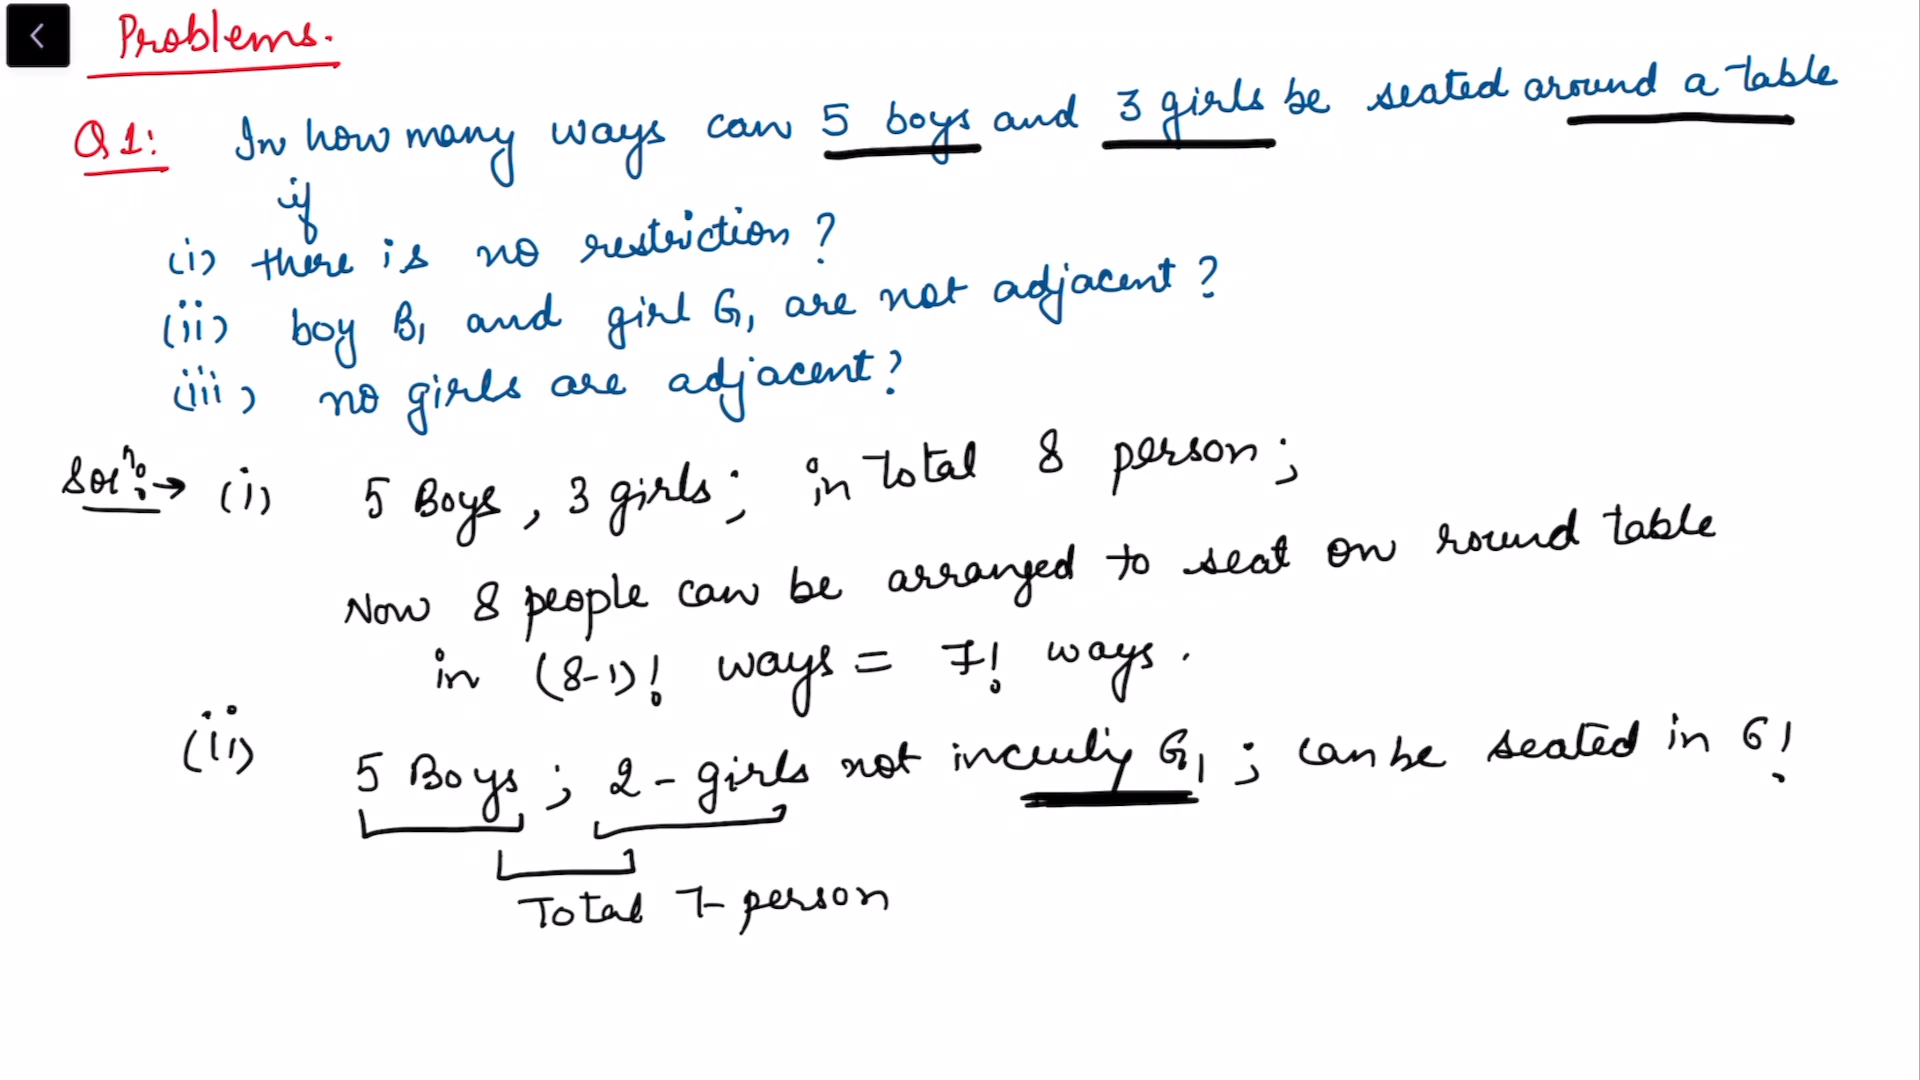 Problems.
Q1: In how many ways can 5 boys and 3 girls be seated around a table
if
(i) there is no restriction?
(ii) boy B₁ and girl G₁ are not adjacent?
(iii) no girls are adjacent?
Solⁿ: → (i) 5 Boys, 3 girls; in total 8 person;
Now 8 people can be arranged to seat on round table
in (8-1)! ways = 7! ways.
(ii) 5 Boys; 2-girls not G₁; can be seated in 6!
Total 7-person